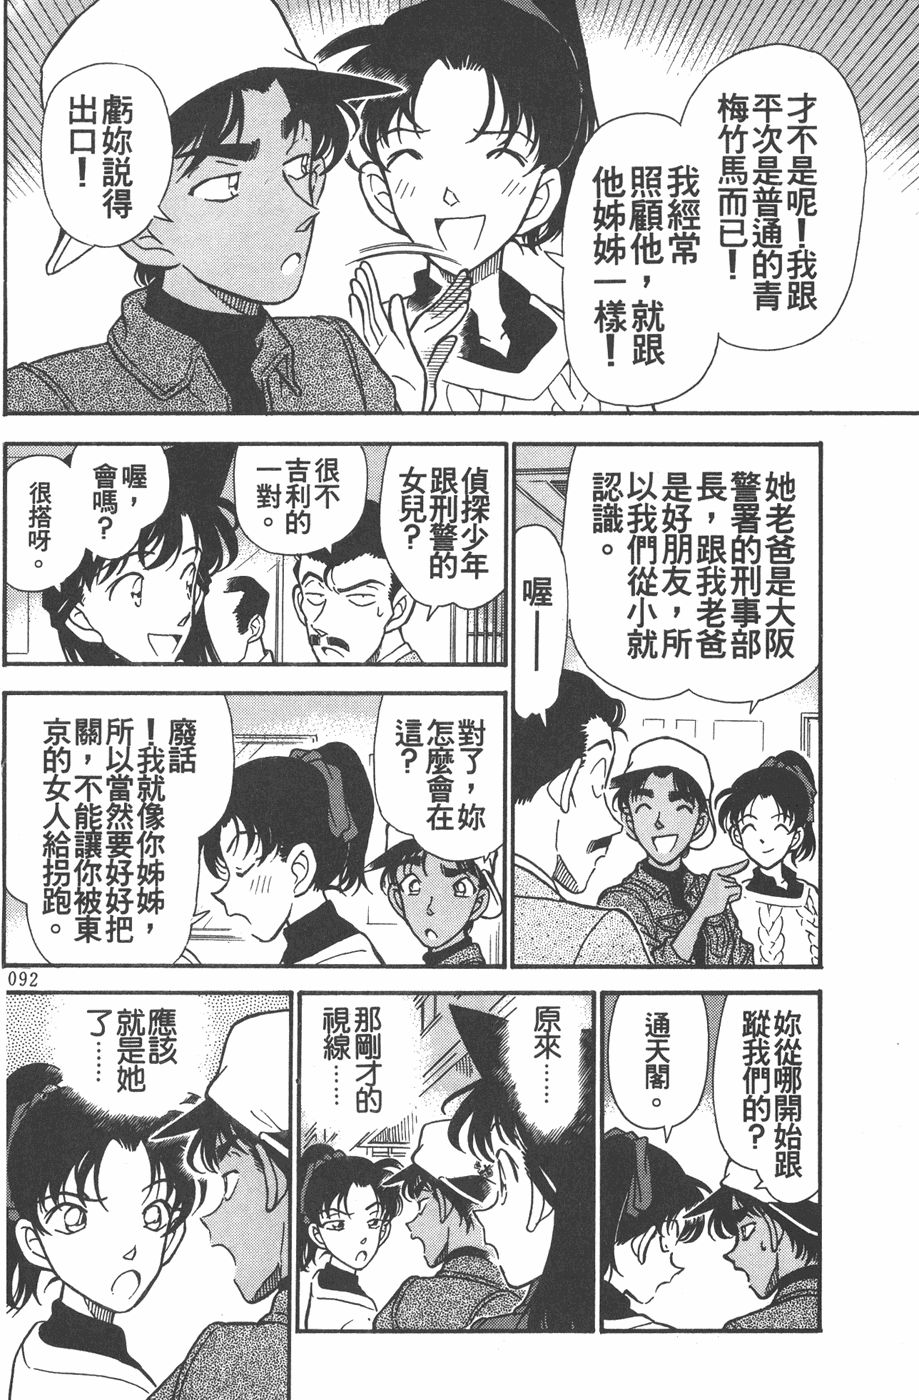 才不是呢！我跟
平次是普通的青
梅竹馬而已！
我經常
照顧他，就跟
他姊姊一樣！
虧妳說得
出口！
她老爸是大阪
警署的刑事部
長，跟我老爸
是好朋友，所
以我們從小就
認識。
喔——
偵探少年
跟刑警的
女兒？
很不
吉利的
一對。
喔，
會嗎？
很搭呀。
對了，妳
怎麼會在
這？
廢話
！我就像你姊姊，
所以當然要好好把
關，不能讓你被東
京的女人給拐跑。
092
妳從哪開始跟
蹤我們的？
通天閣。
原來……
那剛才的
視線……
應該
就是她
了……